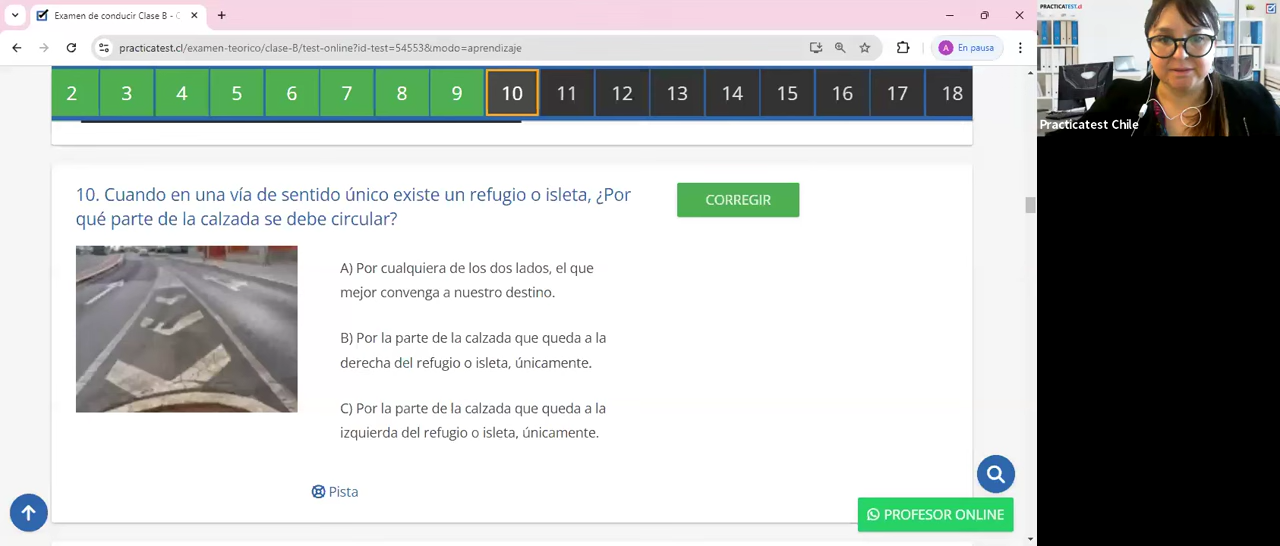 Examen de conducir Clase B - C
practicatest.cl/examen-teorico/clase-B/test-online?id-test=54553&modo=aprendizaje
A En pausa
2 3 4 5 6 7 8 9 10 11 12 13 14 15 16 17 18
10. Cuando en una vía de sentido único existe un refugio o isleta, ¿Por
qué parte de la calzada se debe circular?
CORREGIR
A) Por cualquiera de los dos lados, el que
mejor convenga a nuestro destino.
B) Por la parte de la calzada que queda a la
derecha del refugio o isleta, únicamente.
C) Por la parte de la calzada que queda a la
izquierda del refugio o isleta, únicamente.
Pista
PROFESOR ONLINE
PRACTICATEST.cl
Practicatest Chile